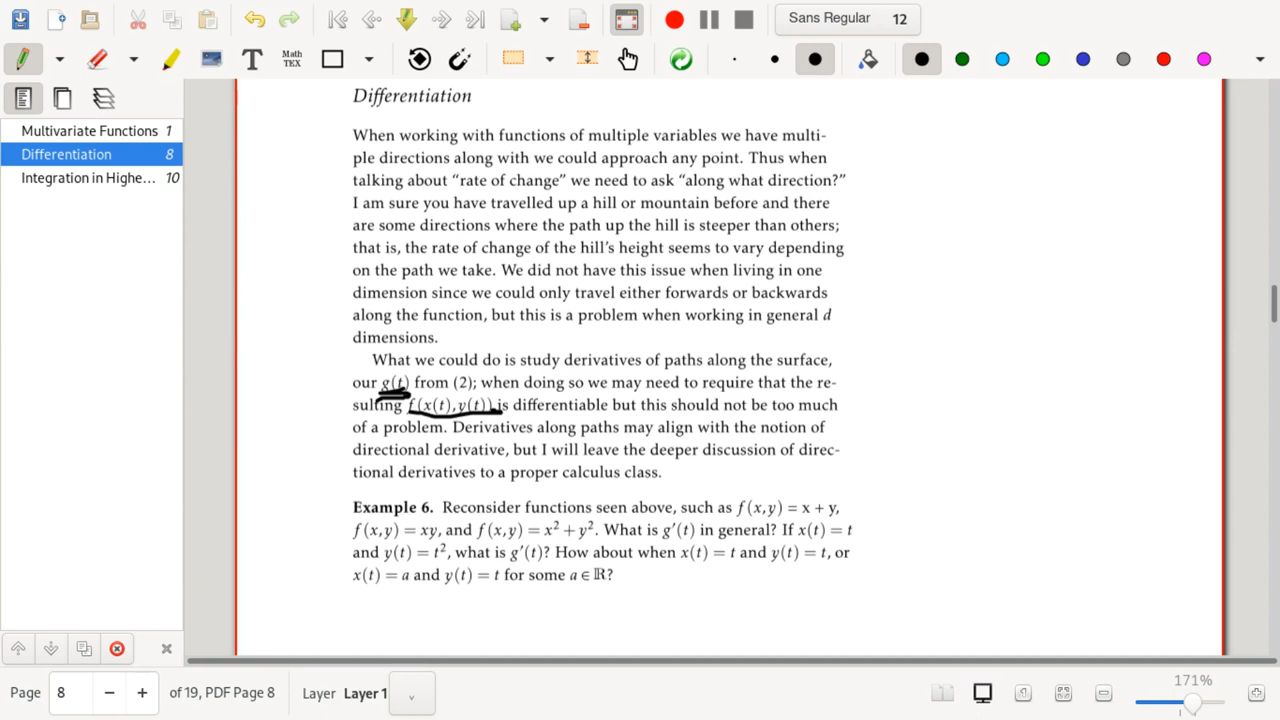 Sans Regular 12
T Math
TEX
Multivariate Functions 1
Differentiation 8
Integration in Highe... 10
Differentiation
When working with functions of multiple variables we have multi-
ple directions along with we could approach any point. Thus when
talking about “rate of change” we need to ask “along what direction?”
I am sure you have travelled up a hill or mountain before and there
are some directions where the path up the hill is steeper than others;
that is, the rate of change of the hill’s height seems to vary depending
on the path we take. We did not have this issue when living in one
dimension since we could only travel either forwards or backwards
along the function, but this is a problem when working in general d
dimensions.
What we could do is study derivatives of paths along the surface,
our g(t) from (2); when doing so we may need to require that the re-
sulting f(x(t),y(t)) is differentiable but this should not be too much
of a problem. Derivatives along paths may align with the notion of
directional derivative, but I will leave the deeper discussion of direc-
tional derivatives to a proper calculus class.
Example 6. Reconsider functions seen above, such as f(x,y) = x + y,
f(x,y) = xy, and f(x,y) = x² + y². What is g′(t) in general? If x(t) = t
and y(t) = t², what is g′(t)? How about when x(t) = t and y(t) = t, or
x(t) = a and y(t) = t for some a ∈ ℝ?
Page 8 of 19, PDF Page 8 Layer Layer 1 171%